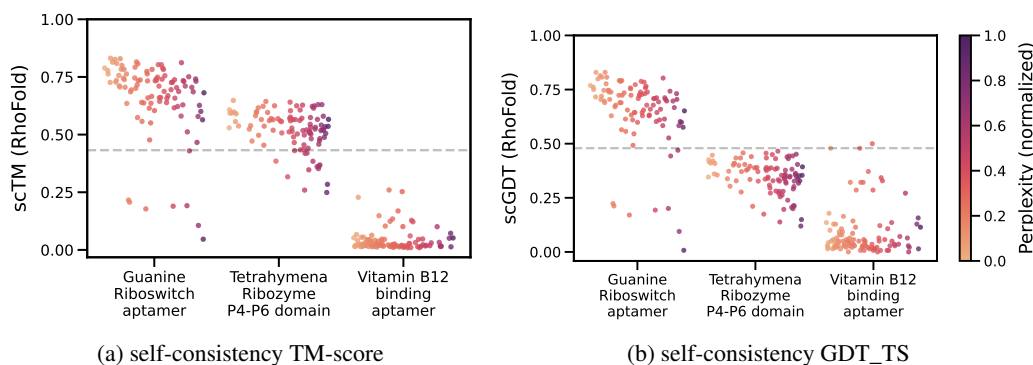 1.00
0.75
0.50
0.25
0.00
scTM (RhoFold)
Guanine
Riboswitch
aptamer
Tetrahymena
Ribozyme
P4-P6 domain
Vitamin B12
binding
aptamer
(a) self-consistency TM-score
1.00
0.75
0.50
0.25
0.00
scGDT (RhoFold)
Guanine
Riboswitch
aptamer
Tetrahymena
Ribozyme
P4-P6 domain
Vitamin B12
binding
aptamer
(b) self-consistency GDT_TS
1.0
0.8
0.6
0.4
0.2
0.0
Perplexity (normalized)